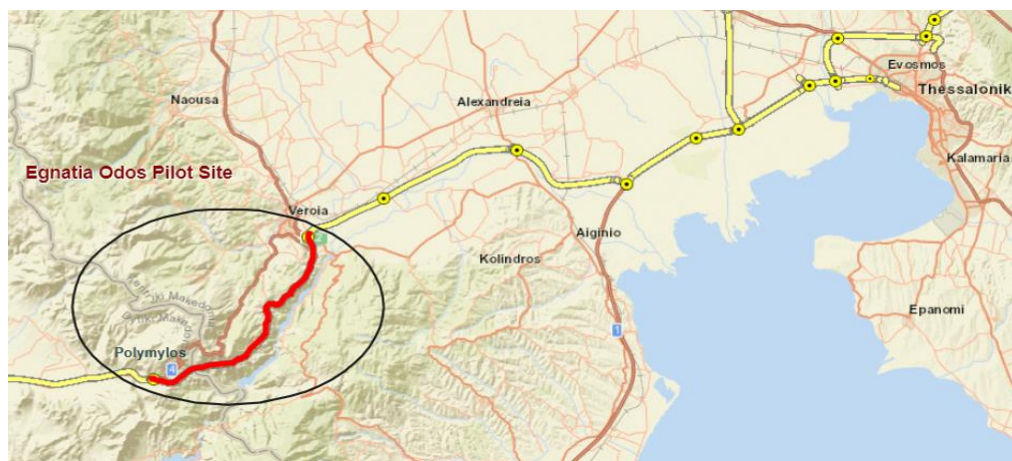 Evosmos
Thessalonik
Naousa
Alexandreia
Kalamaria
Egnatia Odos Pilot Site
Veroia
Aiginio
Kolindros
Epanomi
1
Polymylos
4